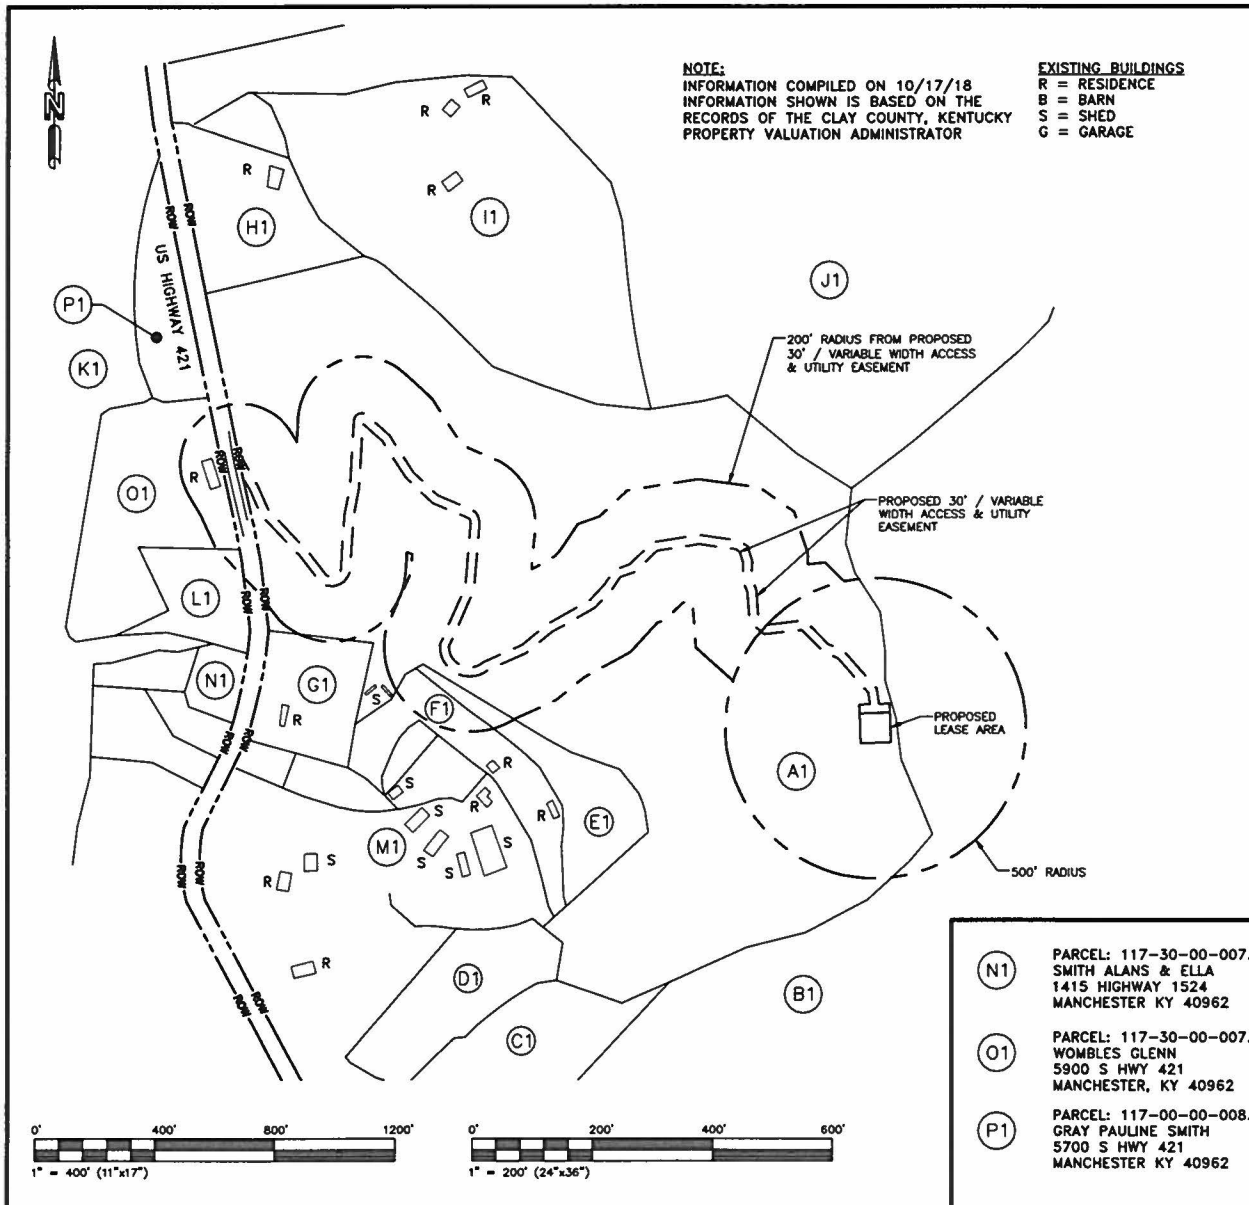 N
NOTE:
INFORMATION COMPILED ON 10/17/18
INFORMATION SHOWN IS BASED ON THE
RECORDS OF THE CLAY COUNTY, KENTUCKY
PROPERTY VALUATION ADMINISTRATOR
EXISTING BUILDINGS
R = RESIDENCE
B = BARN
S = SHED
G = GARAGE
R
R
R
R
H1
I1
J1
P1
K1
US HIGHWAY 421
ROW
ROW
200' RADIUS FROM PROPOSED
30' / VARIABLE WIDTH ACCESS
& UTILITY EASEMENT
ROW
ROW
R
O1
PROPOSED 30' / VARIABLE
WIDTH ACCESS & UTILITY
EASEMENT
L1
ROW
ROW
N1
G1
S
F1
R
PROPOSED
LEASE AREA
ROW
ROW
A1
R
S
R
R
E1
S
M1
S
S
S
ROW
ROW
R
500' RADIUS
R
D1
B1
C1
ROW
ROW
N1
PARCEL: 117-30-00-007.
SMITH ALANS & ELLA
1415 HIGHWAY 1524
MANCHESTER KY 40962
O1
PARCEL: 117-30-00-007.
WOMBLES GLENN
5900 S HWY 421
MANCHESTER, KY 40962
P1
PARCEL: 117-00-00-008.
GRAY PAULINE SMITH
5700 S HWY 421
MANCHESTER KY 40962
0' 400' 800' 1200'
1" = 400' (11"x17")
0' 200' 400' 600'
1" = 200' (24"x36")